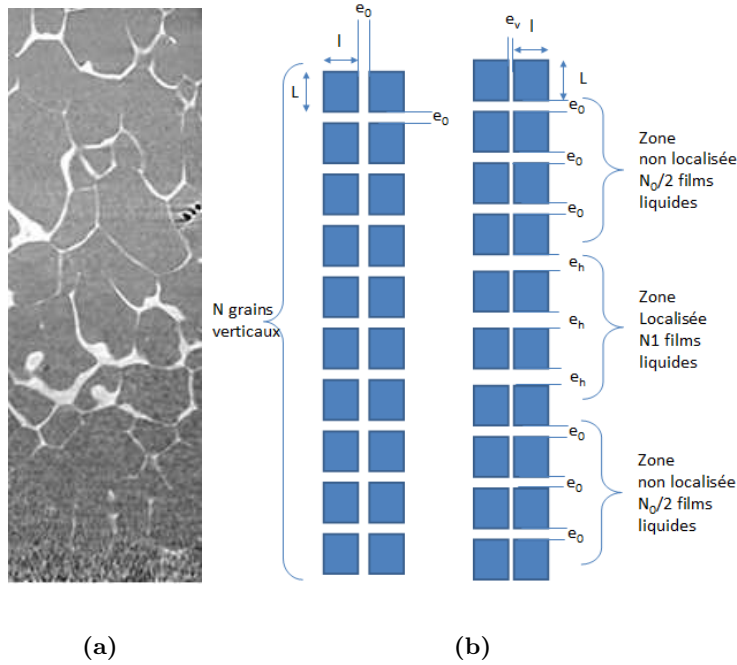 e₀
l
L
e₀
N grains
verticaux
eᵥ
l
L
e₀
e₀
e₀
eₕ
eₕ
eₕ
e₀
e₀
e₀
Zone
non localisée
N₀/2 films
liquides
Zone
Localisée
N1 films
liquides
Zone
non localisée
N₀/2 films
liquides
(a)
(b)